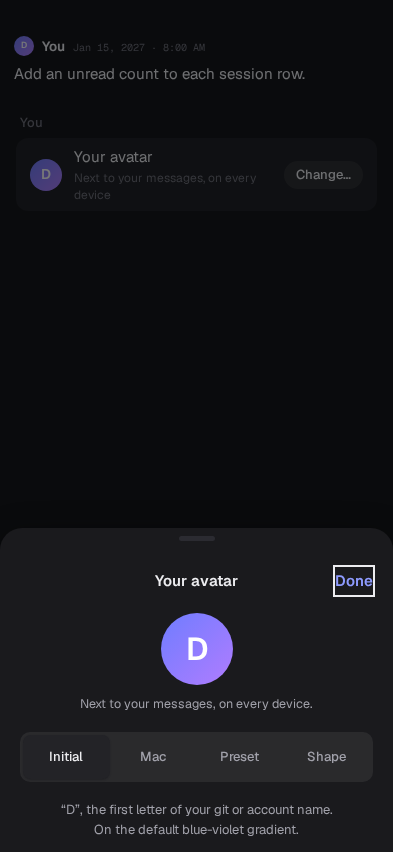 D You Jan 15, 2027 · 8:00 AM
Add an unread count to each session row.
You
D
Your avatar
Next to your messages, on every
device
Change…
Your avatar
Done
D
Next to your messages, on every device.
Initial Mac Preset Shape
“D”, the first letter of your git or account name.
On the default blue-violet gradient.